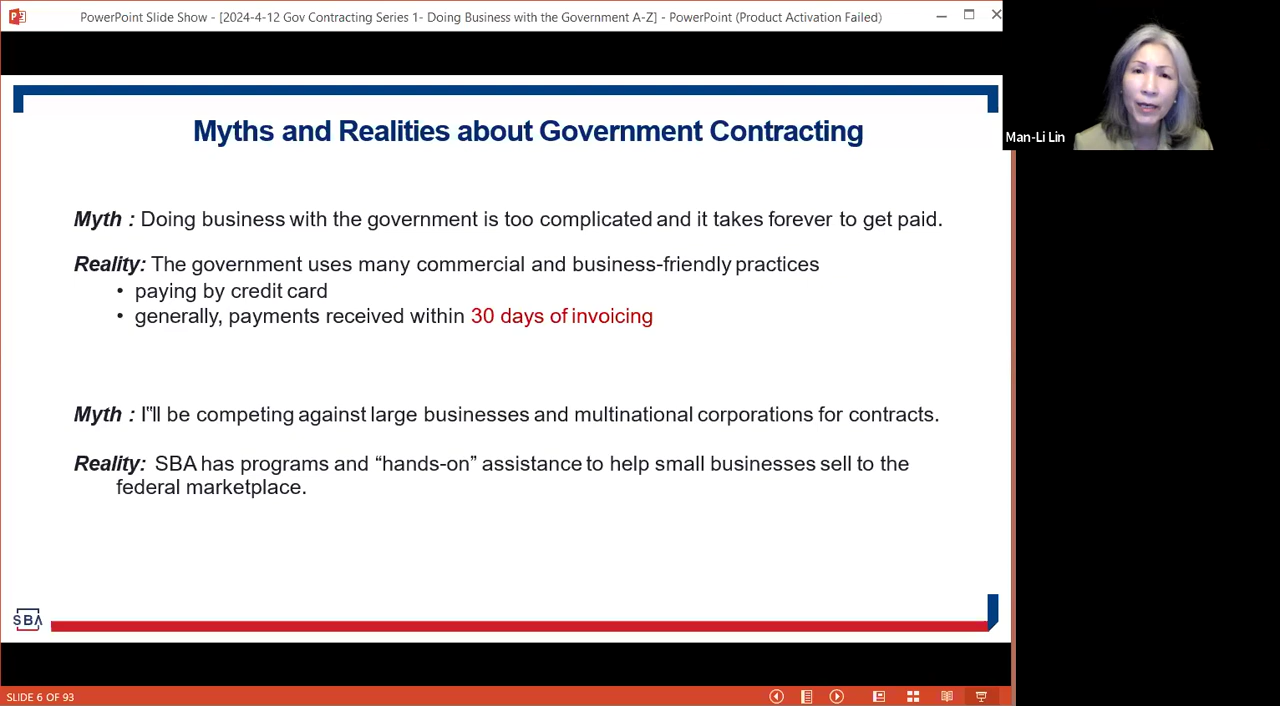 PowerPoint Slide Show - [2024-4-12 Gov Contracting Series 1- Doing Business with the Government A-Z] - PowerPoint (Product Activation Failed)
Man-Li Lin
Myths and Realities about Government Contracting
Myth : Doing business with the government is too complicated and it takes forever to get paid.
Reality: The government uses many commercial and business-friendly practices
• paying by credit card
• generally, payments received within 30 days of invoicing
Myth : I‟ll be competing against large businesses and multinational corporations for contracts.
Reality: SBA has programs and “hands-on” assistance to help small businesses sell to the
federal marketplace.
SBA
SLIDE 6 OF 93